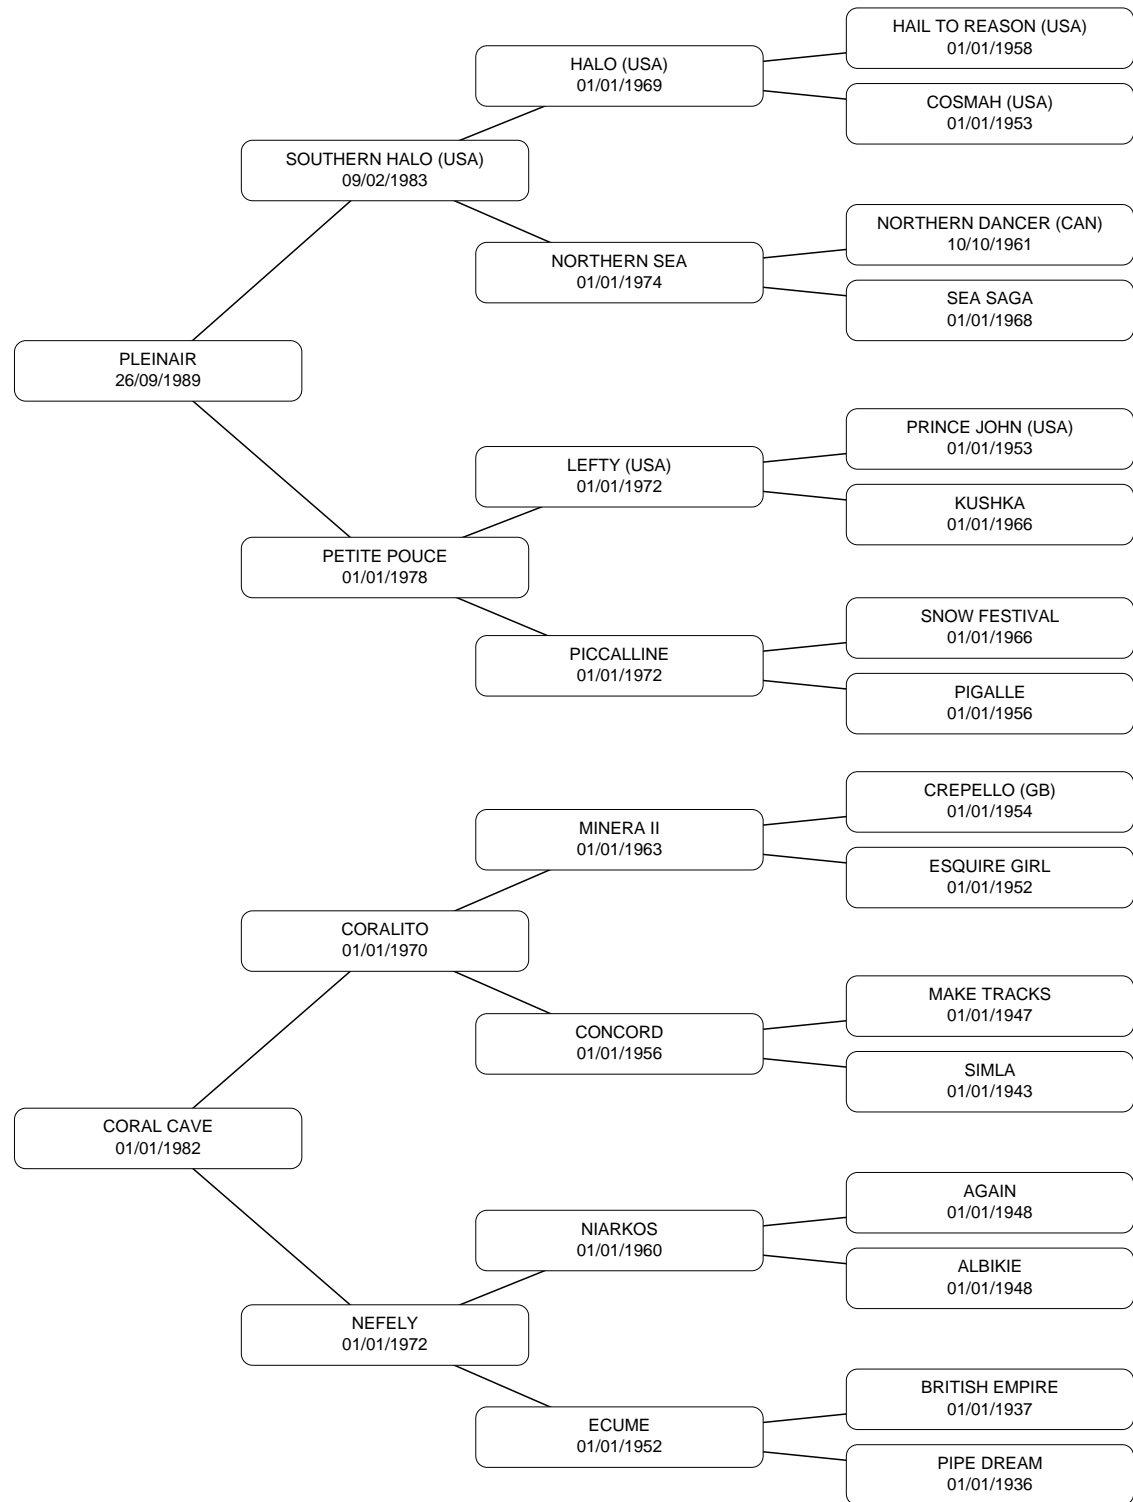 HAIL TO REASON (USA)
01/01/1958
HALO (USA)
01/01/1969
COSMAH (USA)
01/01/1953
SOUTHERN HALO (USA)
09/02/1983
NORTHERN DANCER (CAN)
10/10/1961
NORTHERN SEA
01/01/1974
SEA SAGA
01/01/1968
PLEINAIR
26/09/1989
PRINCE JOHN (USA)
01/01/1953
LEFTY (USA)
01/01/1972
KUSHKA
01/01/1966
PETITE POUCE
01/01/1978
SNOW FESTIVAL
01/01/1966
PICCALLINE
01/01/1972
PIGALLE
01/01/1956
CREPELLO (GB)
01/01/1954
MINERA II
01/01/1963
ESQUIRE GIRL
01/01/1952
CORALITO
01/01/1970
MAKE TRACKS
01/01/1947
CONCORD
01/01/1956
SIMLA
01/01/1943
CORAL CAVE
01/01/1982
AGAIN
01/01/1948
NIARKOS
01/01/1960
ALBIKIE
01/01/1948
NEFELY
01/01/1972
BRITISH EMPIRE
01/01/1937
ECUME
01/01/1952
PIPE DREAM
01/01/1936